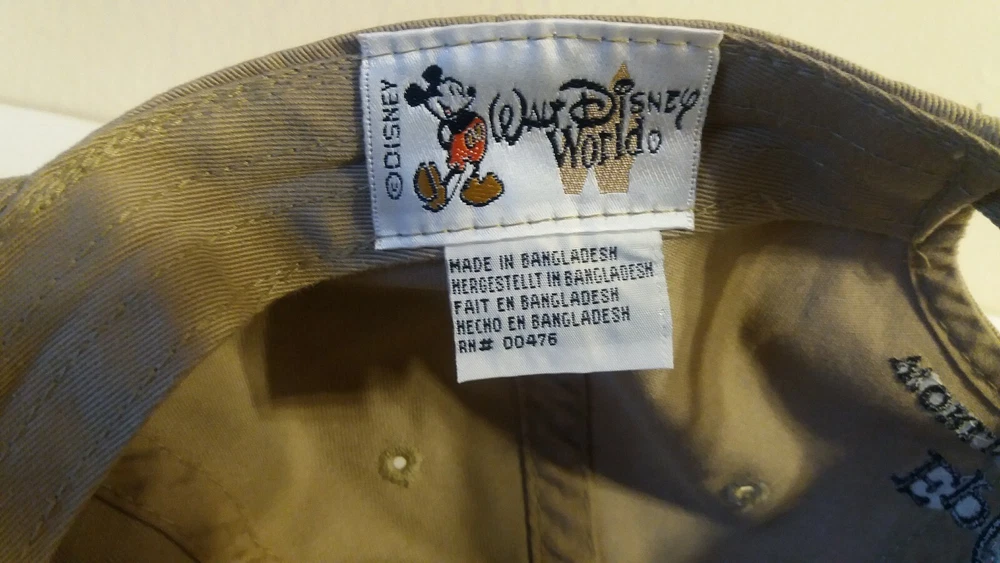 ©DISNEY
WALT DISNEY
World
MADE IN BANGLADESH
HERGESTELLT IN BANGLADESH
FAIT EN BANGLADESH
HECHO EN BANGLADESH
RN# 00476